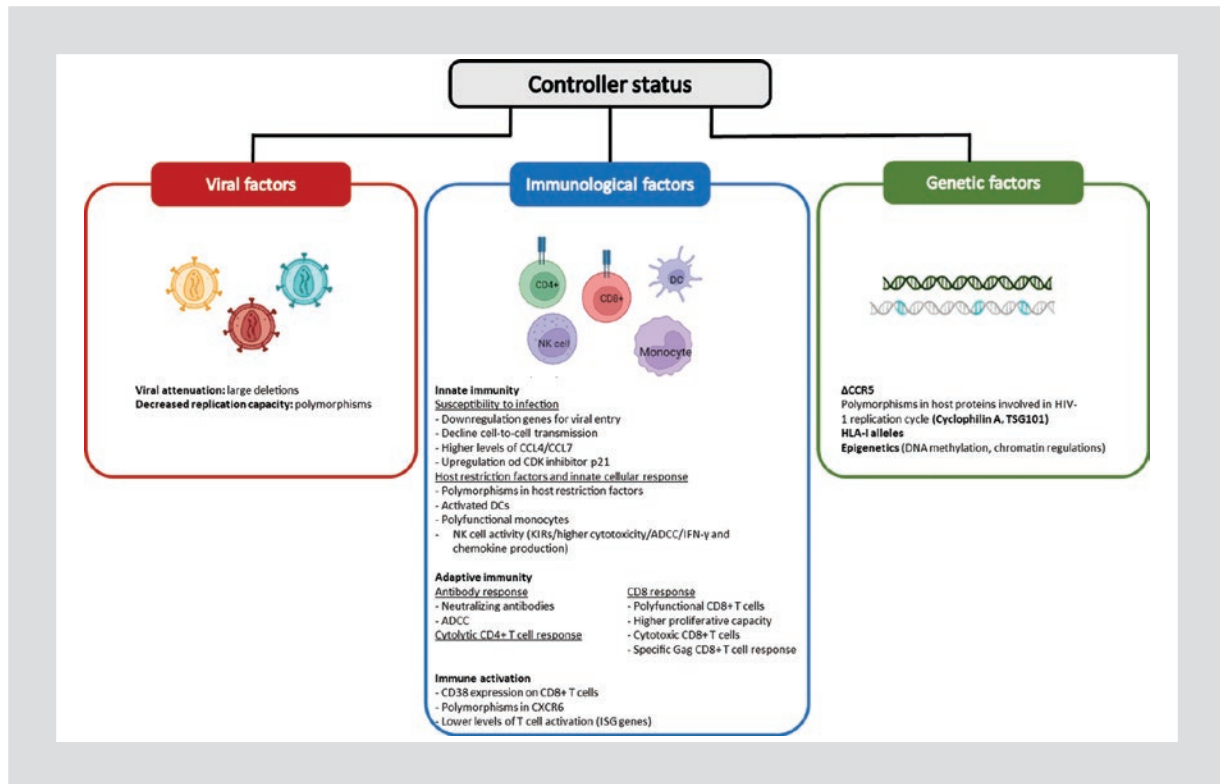 Controller status
Viral factors
Immunological factors
Genetic factors
CD4+
CD8+
DC
NK cell
Monocyte
Viral attenuation: large deletions
Decreased replication capacity: polymorphisms
Innate immunity
Susceptibility to infection
- Downregulation genes for viral entry
- Decline cell-to-cell transmission
- Higher levels of CCL4/CCL7
- Upregulation od CDK inhibitor p21
Host restriction factors and innate cellular response
- Polymorphisms in host restriction factors
- Activated DCs
- Polyfunctional monocytes
- NK cell activity (KIRs/higher cytotoxicity/ADCC/IFN-γ and
chemokine production)
Adaptive immunity
Antibody response
- Neutralizing antibodies
- ADCC
Cytolytic CD4+ T cell response
CD8 response
- Polyfunctional CD8+ T cells
- Higher proliferative capacity
- Cytotoxic CD8+ T cells
- Specific Gag CD8+ T cell response
Immune activation
- CD38 expression on CD8+ T cells
- Polymorphisms in CXCR6
- Lower levels of T cell activation (ISG genes)
ΔCCR5
Polymorphisms in host proteins involved in HIV-
1 replication cycle (Cyclophilin A, TSG101)
HLA-I alleles
Epigenetics (DNA methylation, chromatin regulations)